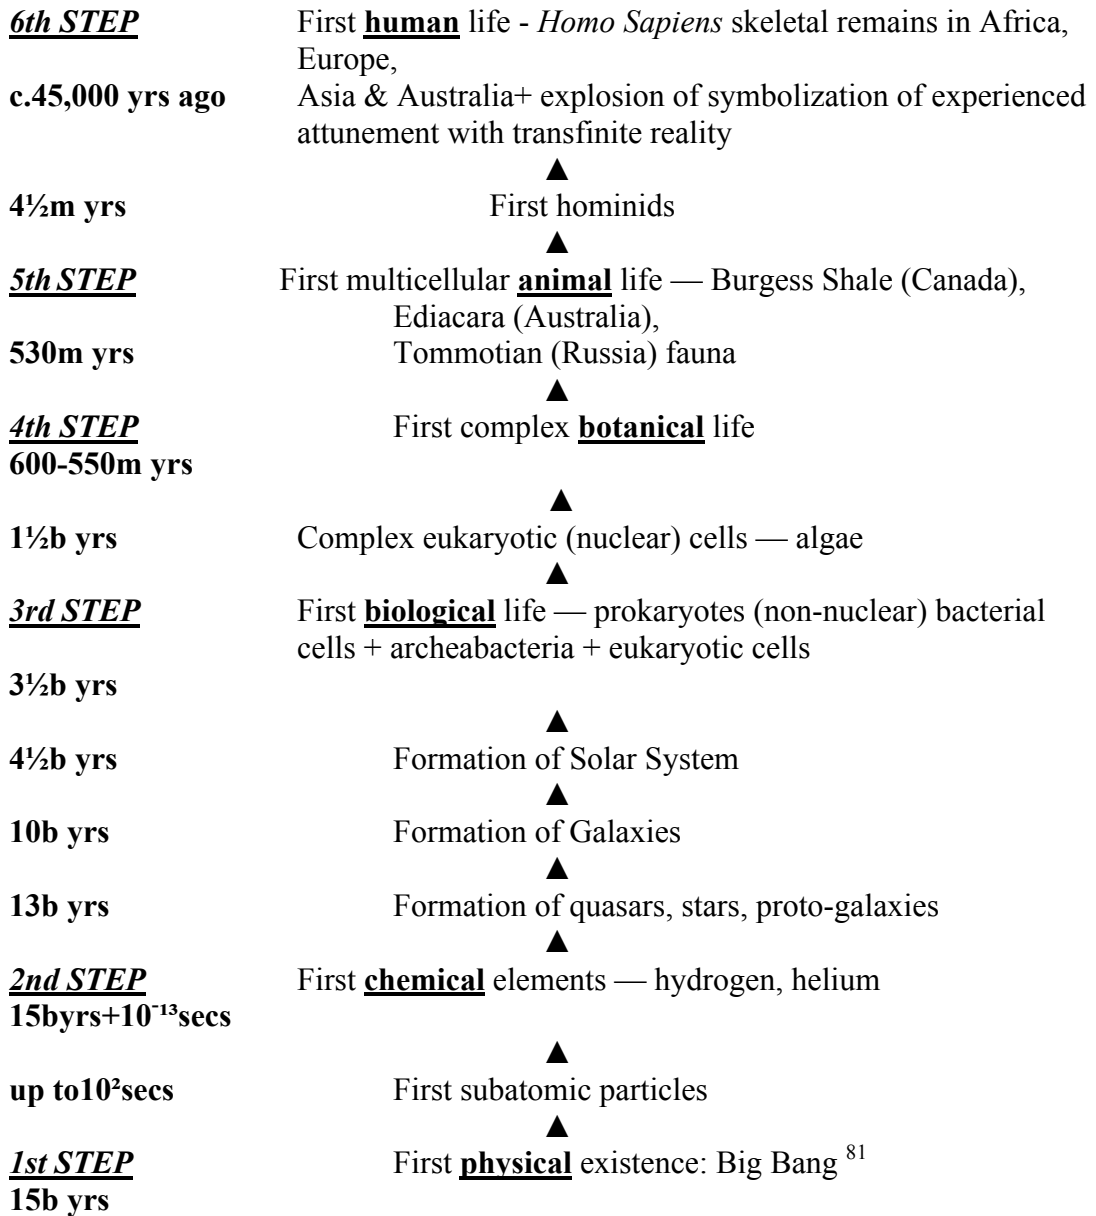 6th STEP First human life - Homo Sapiens skeletal remains in Africa,
Europe,
c.45,000 yrs ago Asia & Australia+ explosion of symbolization of experienced
attunement with transfinite reality
▲
4½m yrs First hominids
▲
5th STEP First multicellular animal life — Burgess Shale (Canada),
Ediacara (Australia),
530m yrs Tommotian (Russia) fauna
▲
4th STEP First complex botanical life
600-550m yrs
▲
1½b yrs Complex eukaryotic (nuclear) cells — algae
▲
3rd STEP First biological life — prokaryotes (non-nuclear) bacterial
cells + archeabacteria + eukaryotic cells
3½b yrs
▲
4½b yrs Formation of Solar System
▲
10b yrs Formation of Galaxies
▲
13b yrs Formation of quasars, stars, proto-galaxies
▲
2nd STEP First chemical elements — hydrogen, helium
15byrs+10⁻¹³secs
▲
up to10²secs First subatomic particles
▲
1st STEP First physical existence: Big Bang ⁸¹
15b yrs